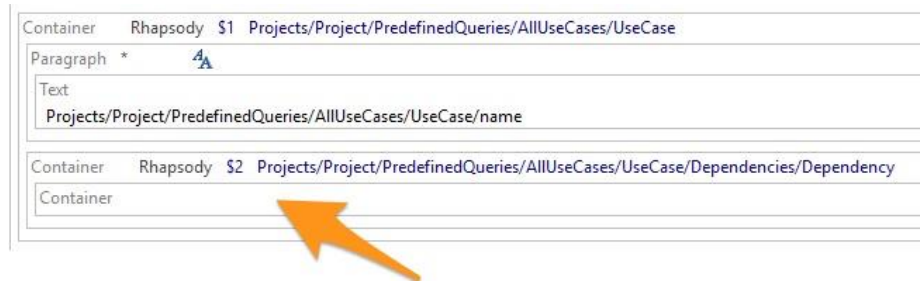 Container Rhapsody $1 Projects/Project/PredefinedQueries/AllUseCases/UseCase
Paragraph * AA
Text
Projects/Project/PredefinedQueries/AllUseCases/UseCase/name
Container Rhapsody $2 Projects/Project/PredefinedQueries/AllUseCases/UseCase/Dependencies/Dependency
Container